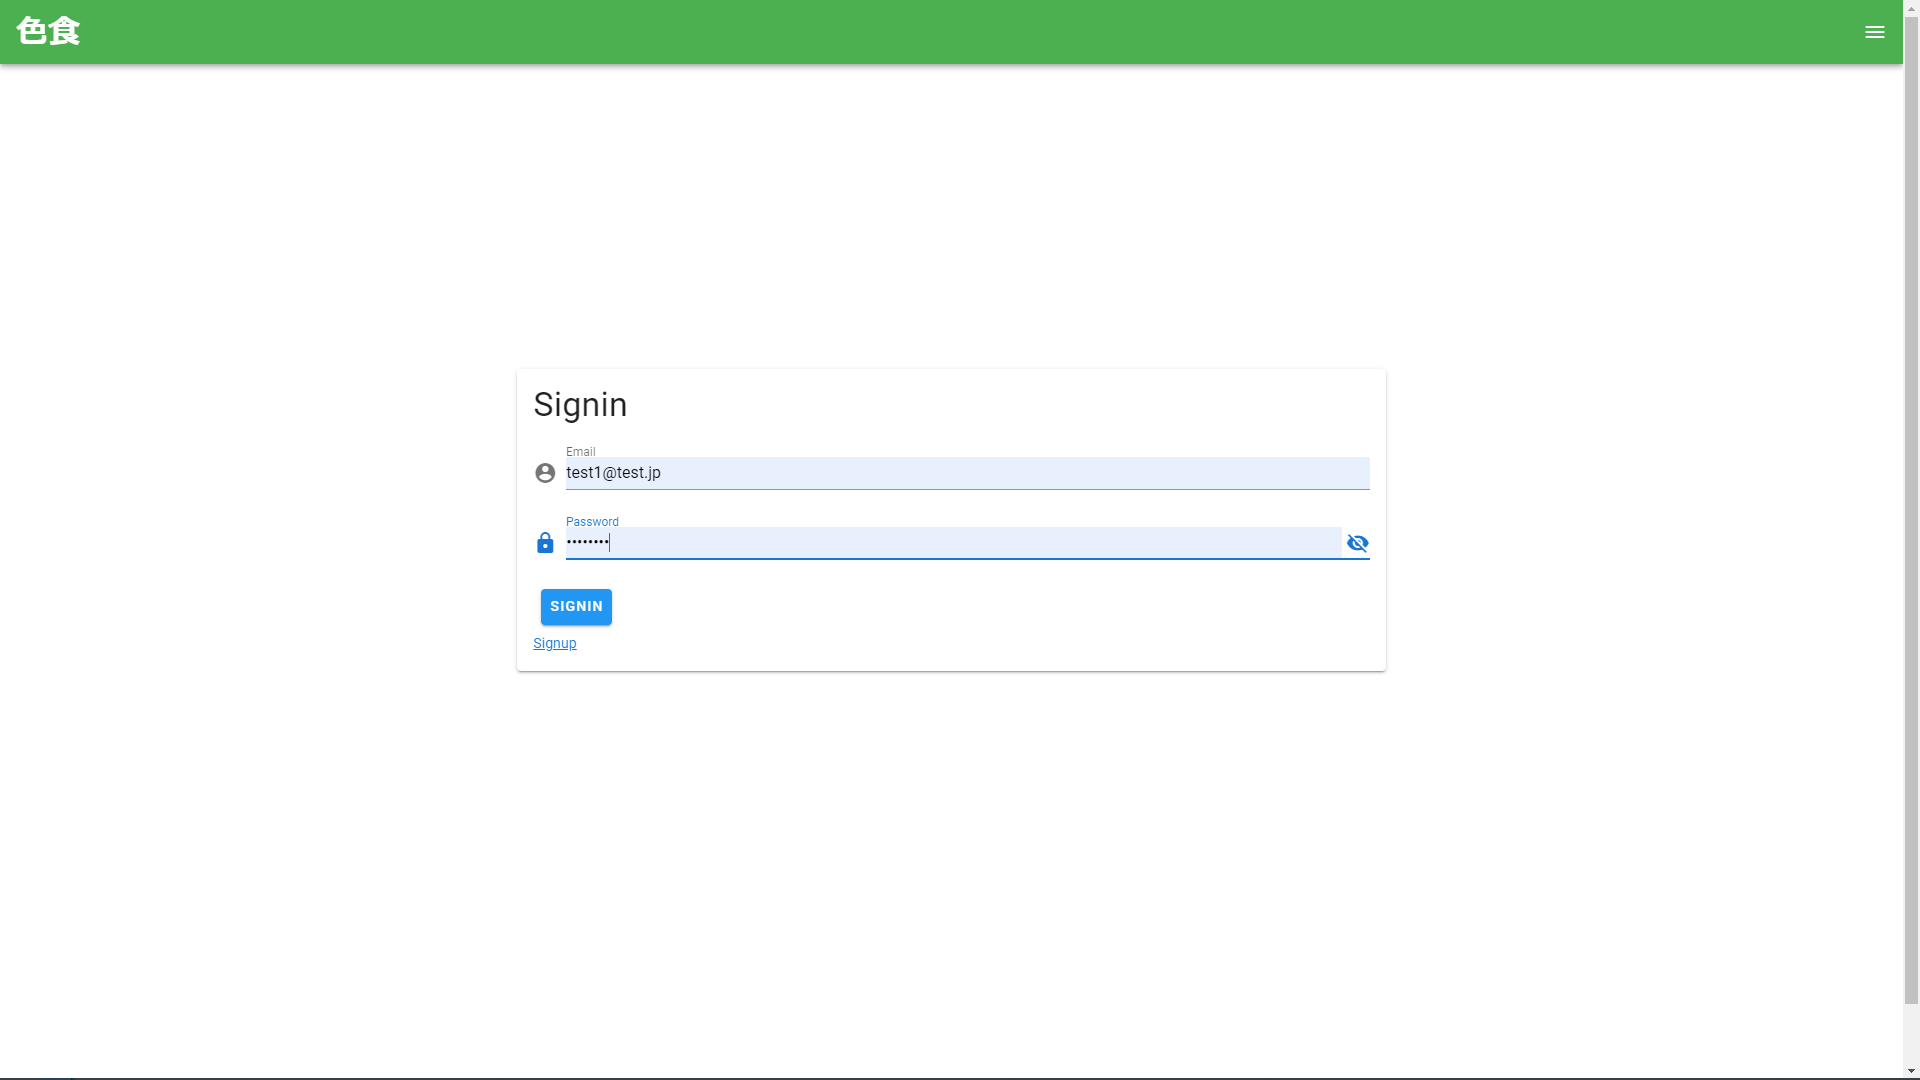 色食
Signin
Email
test1@test.jp
Password
••••••••
SIGNIN
Signup